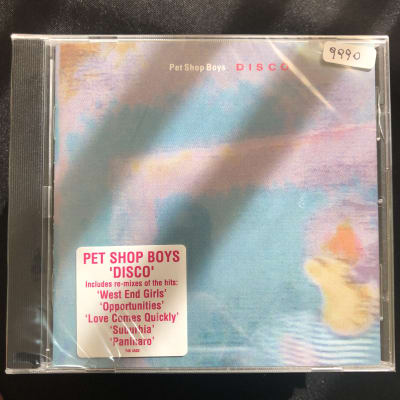 Pet Shop Boys DISCO
9990
PET SHOP BOYS
'DISCO'
Includes re-mixes of the hits:
'West End Girls'
'Opportunities'
'Love Comes Quickly'
'Suburbia'
'Paninaro'